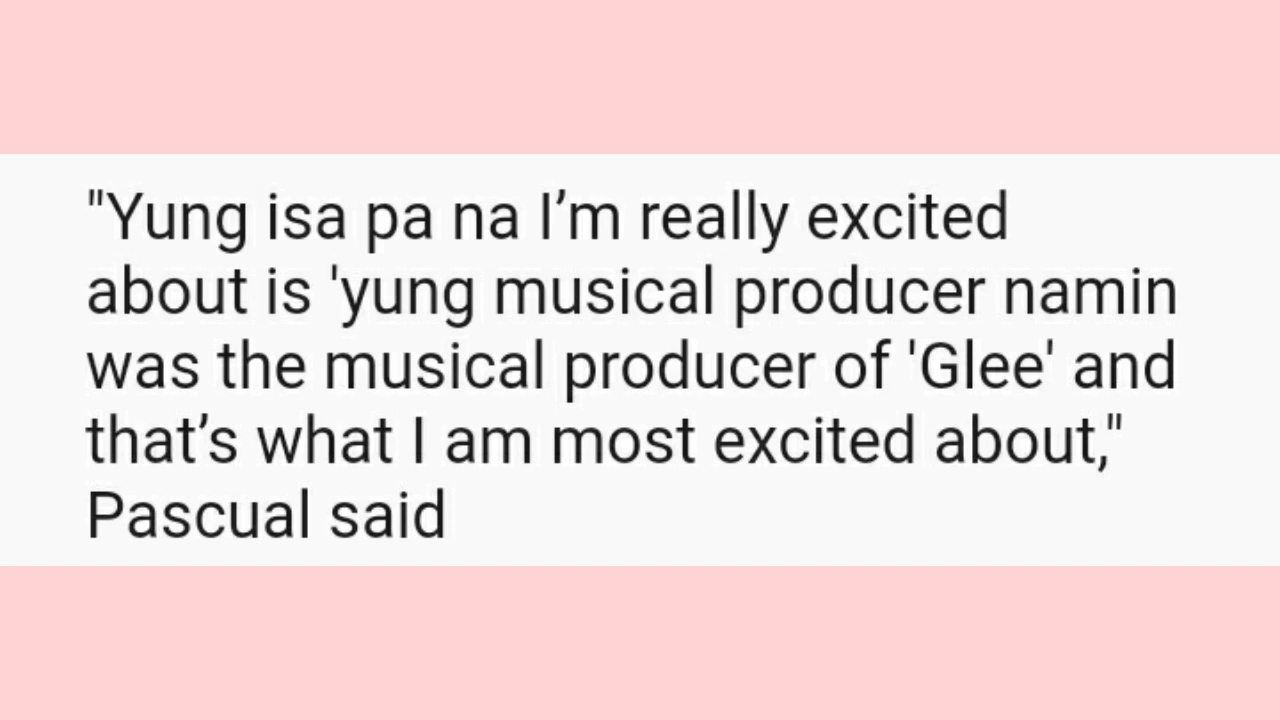 "Yung isa pa na I’m really excited
about is 'yung musical producer namin
was the musical producer of 'Glee' and
that’s what I am most excited about,"
Pascual said